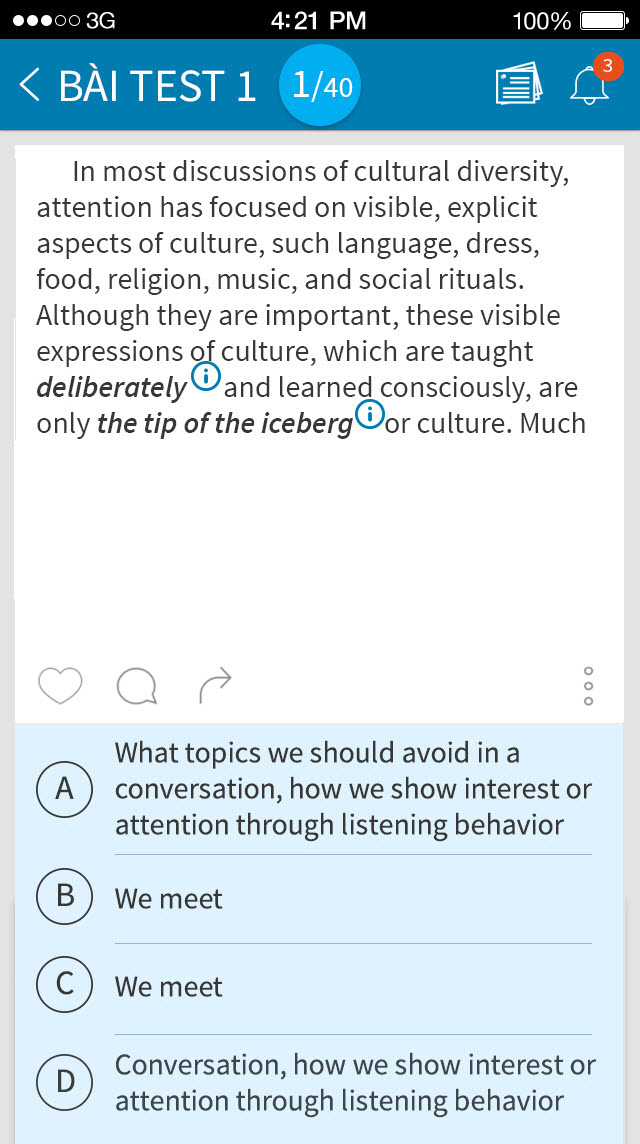 3G 4:21 PM 100%
BÀI TEST 1 1/40 3
In most discussions of cultural diversity,
attention has focused on visible, explicit
aspects of culture, such language, dress,
food, religion, music, and social rituals.
Although they are important, these visible
expressions of culture, which are taught
deliberately i and learned consciously, are
only the tip of the iceberg i or culture. Much
A What topics we should avoid in a
conversation, how we show interest or
attention through listening behavior
B We meet
C We meet
D Conversation, how we show interest or
attention through listening behavior